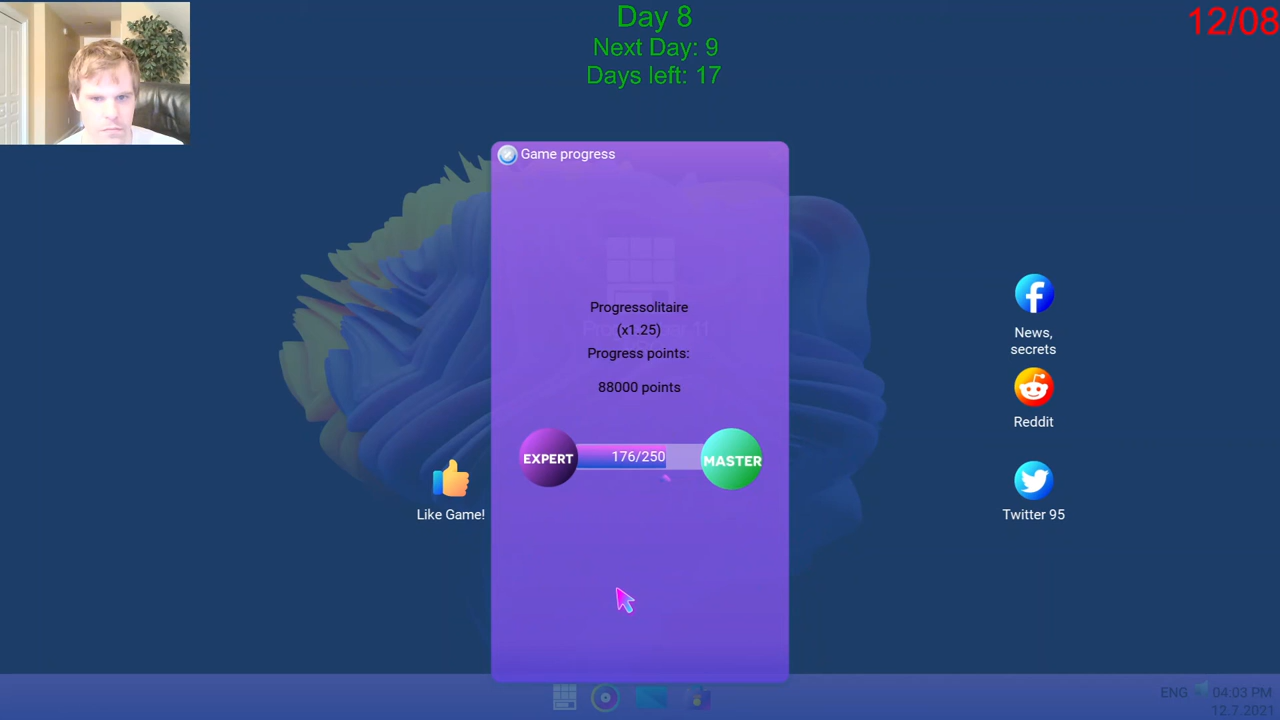 Day 8
Next Day: 9
Days left: 17
12/08
Game progress
Progressolitaire
(x1.25)
Progress points:
88000 points
EXPERT
176/250
MASTER
Like Game!
News,
secrets
Reddit
Twitter 95
ENG
04:03 PM
12.7.2021